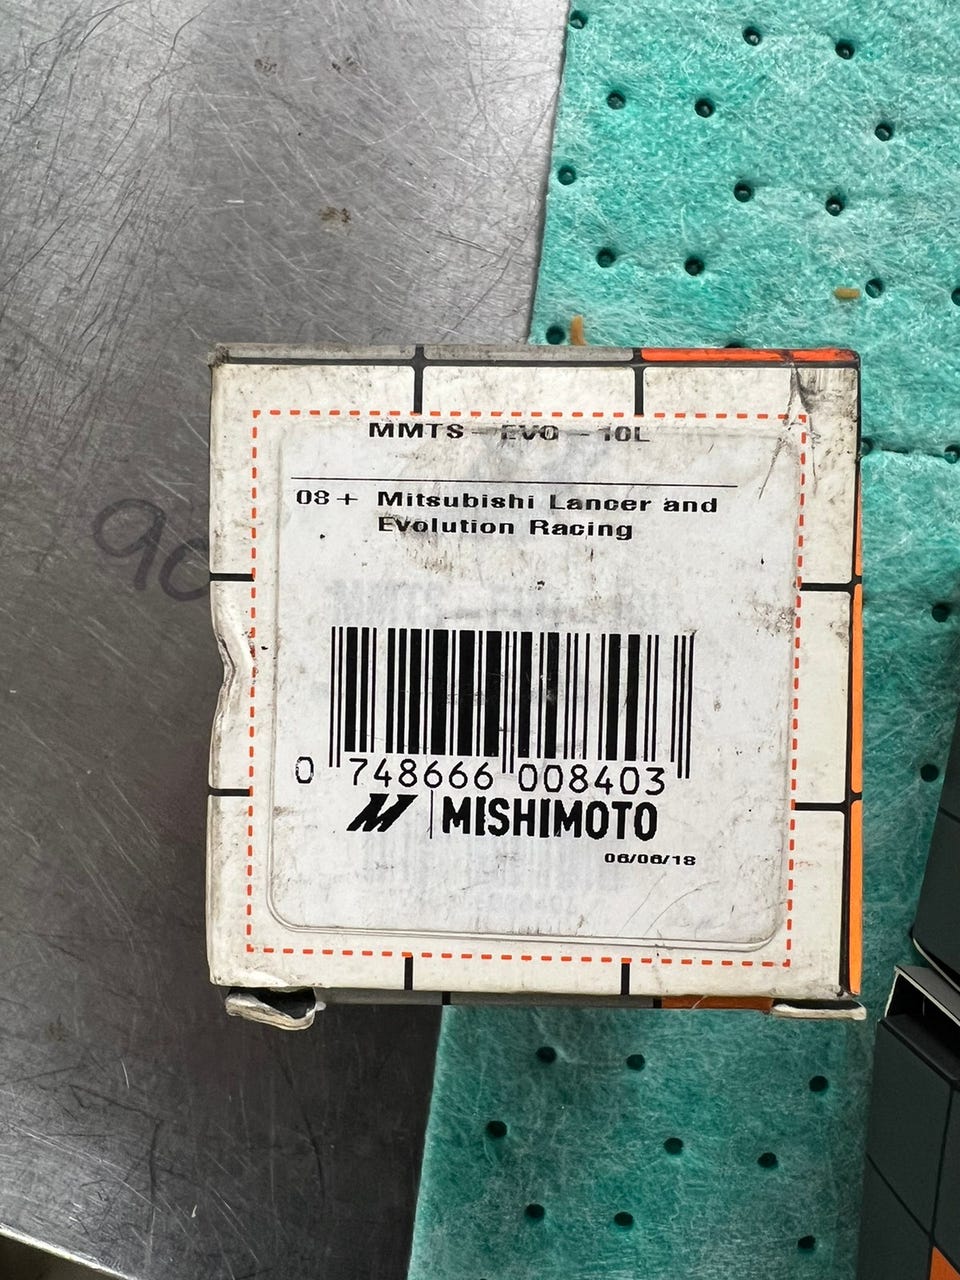 MMTS-EVO-10L
08+ Mitsubishi Lancer and
Evolution Racing
0 748666 008403
MISHIMOTO
06/06/18